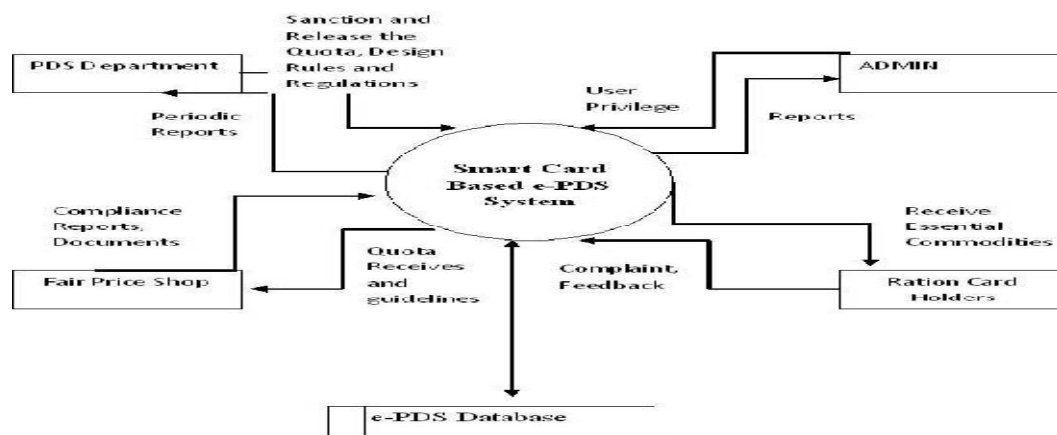 Sanction and
Release the
Quota, Design
Rules and
Regulations
PDS Department
ADMIN
User
Privilege
Periodic
Reports
Reports
Smart Card
Based e-PDS
System
Compliance
Reports,
Documents
Receive
Essential
Commodities
Quota
Receives
and
guidelines
Complaint,
Feedback
Fair Price Shop
Ration Card
Holders
e-PDS Database